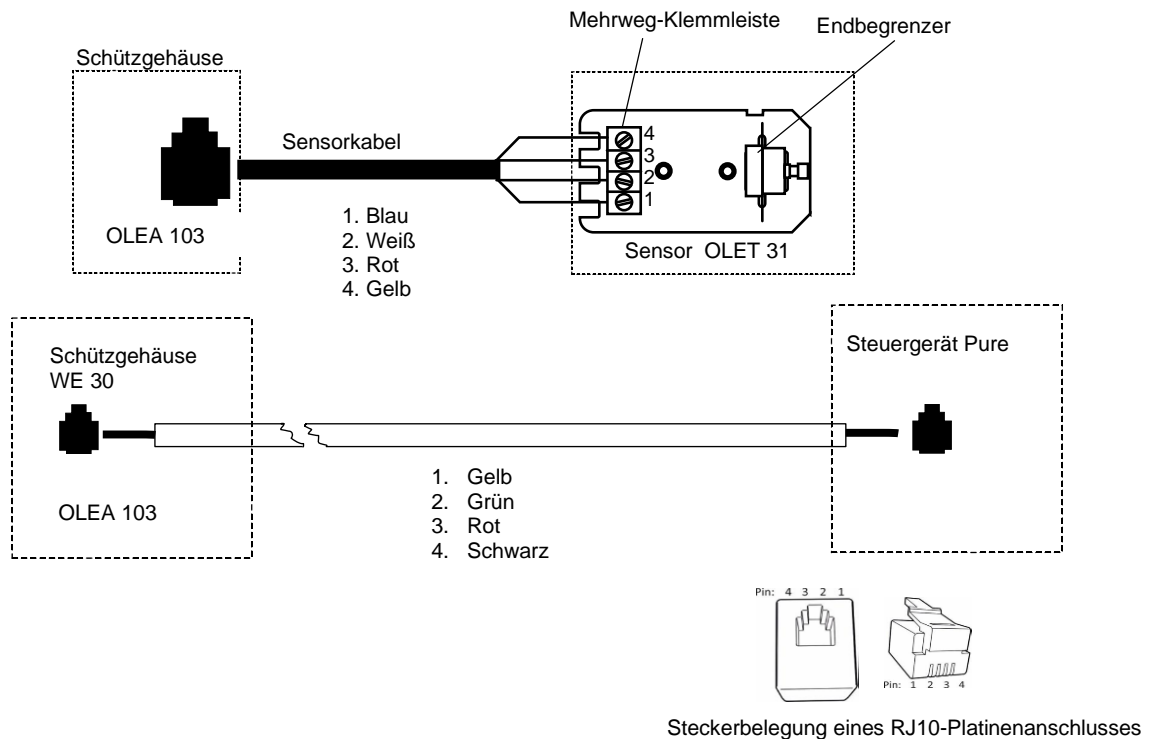 Mehrweg-Klemmleiste
Endbegrenzer
Schützgehäuse
Sensorkabel
4
3
2
1
OLEA 103
1. Blau
2. Weiß
3. Rot
4. Gelb
Sensor OLET 31
Schützgehäuse
WE 30
Steuergerät Pure
OLEA 103
1. Gelb
2. Grün
3. Rot
4. Schwarz
Pin: 4 3 2 1
Pin: 1 2 3 4
Steckerbelegung eines RJ10-Platinenanschlusses